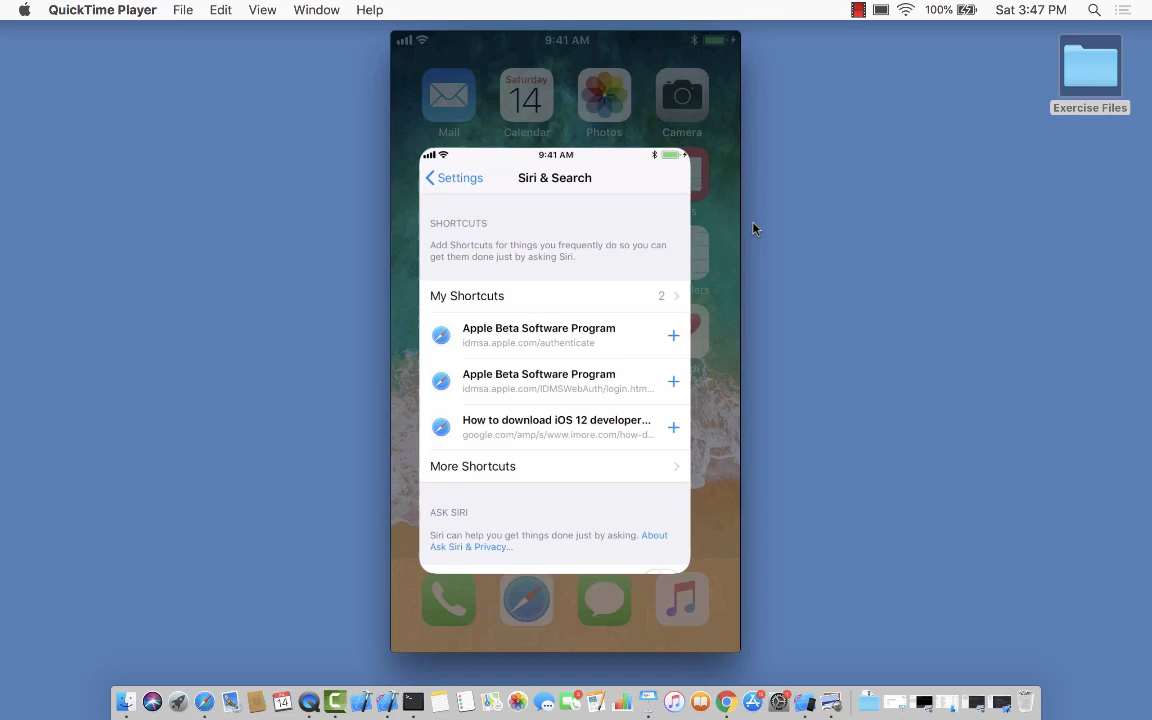 QuickTime Player File Edit View Window Help 100% Sat 3:47 PM
Exercise Files
9:41 AM
Saturday
14
Mail Calendar Photos Camera
9:41 AM
Settings Siri & Search
SHORTCUTS
Add Shortcuts for things you frequently do so you can
get them done just by asking Siri.
My Shortcuts 2
Apple Beta Software Program
idmsa.apple.com/authenticate
Apple Beta Software Program
idmsa.apple.com/IDMSWebAuth/login.htm...
How to download iOS 12 developer...
google.com/amp/s/www.imore.com/how-d...
More Shortcuts
ASK SIRI
Siri can help you get things done just by asking. About
Ask Siri & Privacy...
14